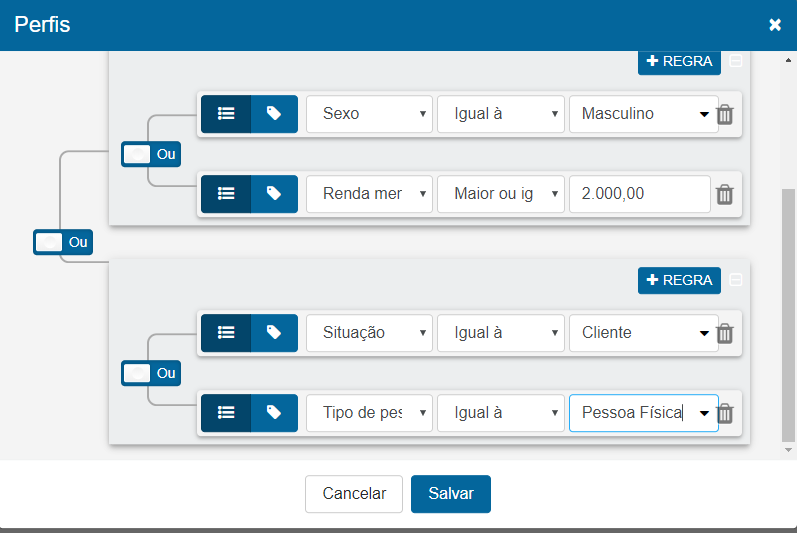 Perfis ×
+ REGRA
Sexo Igual à Masculino
Ou
Renda mer Maior ou ig 2.000,00
Ou
+ REGRA
Situação Igual à Cliente
Ou
Tipo de pes Igual à Pessoa Física
Cancelar Salvar